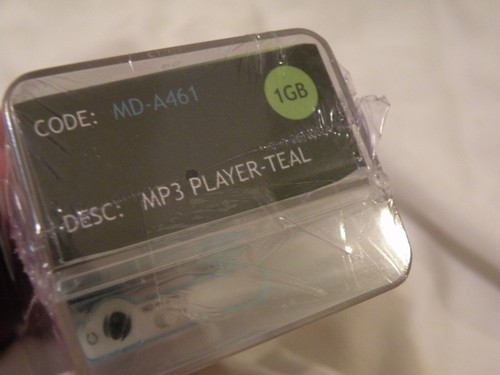 CODE: MD-A461
1GB
DESC: MP3 PLAYER-TEAL